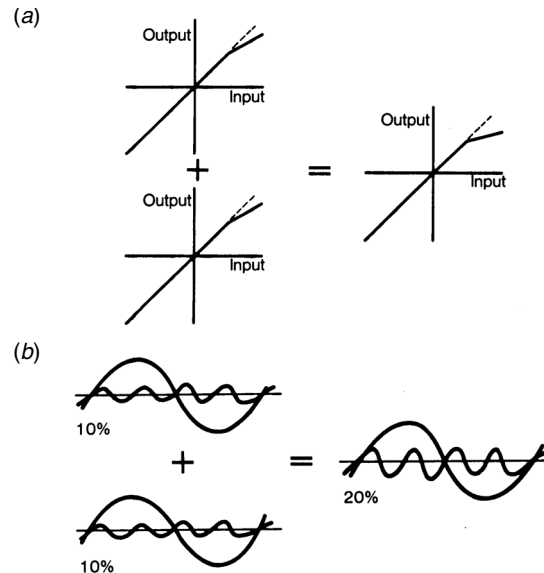 (a)
Output
Input
+
=
Output
Input
Output
Input
(b)
10%
+
=
20%
10%